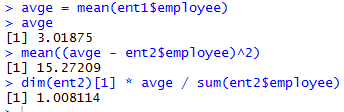 > avge = mean(ent1$employee)
> avge
[1] 3.01875
> mean((avge - ent2$employee)^2)
[1] 15.27209
> dim(ent2)[1] * avge / sum(ent2$employee)
[1] 1.008114
>